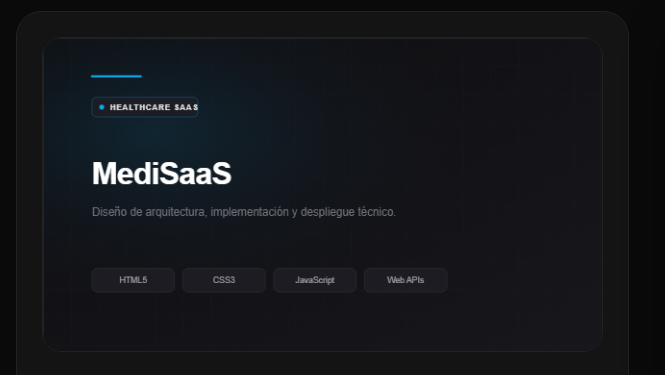 HEALTHCARE SAAS
MediSaaS
Diseño de arquitectura, implementación y despliegue técnico.
HTML5
CSS3
JavaScript
Web APIs